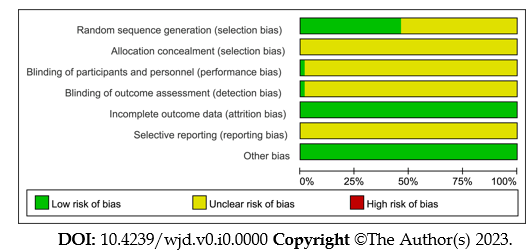 Random sequence generation (selection bias)
Allocation concealment (selection bias)
Blinding of participants and personnel (performance bias)
Blinding of outcome assessment (detection bias)
Incomplete outcome data (attrition bias)
Selective reporting (reporting bias)
Other bias
0% 25% 50% 75% 100%
Low risk of bias Unclear risk of bias High risk of bias
DOI: 10.4239/wjd.v0.i0.0000 Copyright ©The Author(s) 2023.